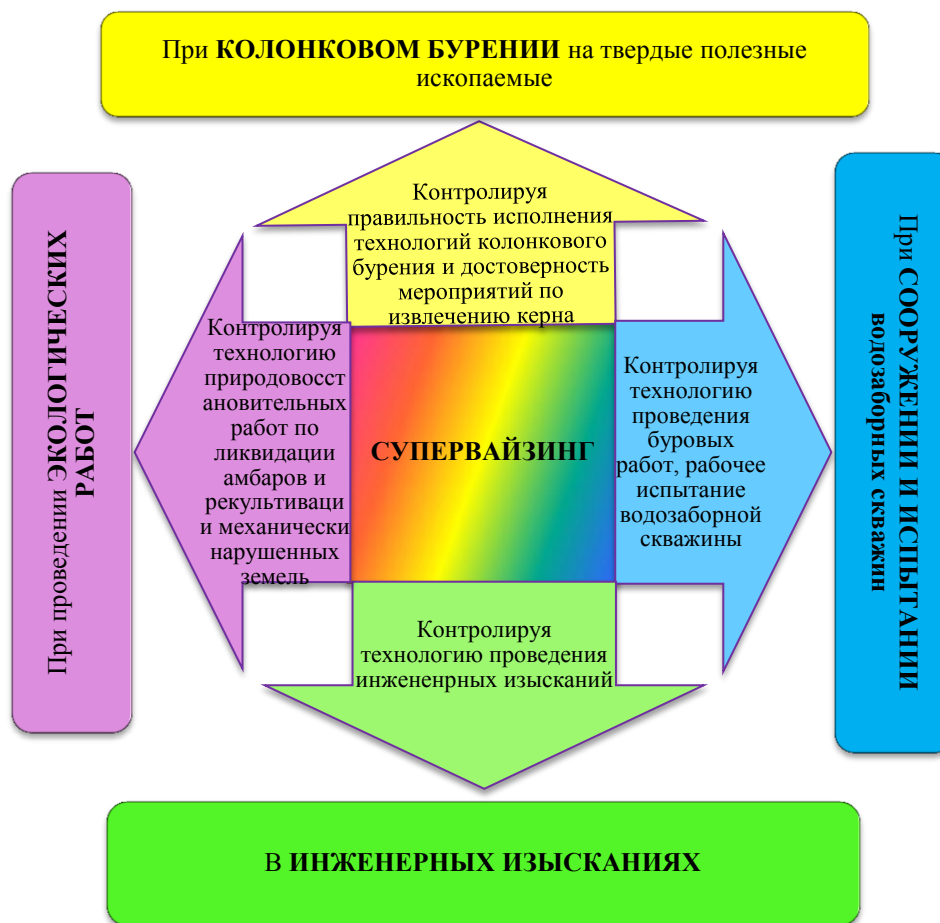 При КОЛОНКОВОМ БУРЕНИИ на твердые полезные
ископаемые
Контролируя
правильность исполнения
технологий колонкового
бурения и достоверность
мероприятий по
извлечению керна
При проведении ЭКОЛОГИЧЕСКИХ
РАБОТ
Контролируя
технологию
природовосст
ановительных
работ по
ликвидации
амбаров и
рекультиваци
и механически
нарушенных
земель
СУПЕРВАЙЗИНГ
Контролируя
технологию
проведения
буровых
работ, рабочее
испытание
водозаборной
скважины
При СООРУЖЕНИИ И ИСПЫТАНИИ
водозаборных скважин
Контролируя
технологию проведения
инжененрных изысканий
В ИНЖЕНЕРНЫХ ИЗЫСКАНИЯХ